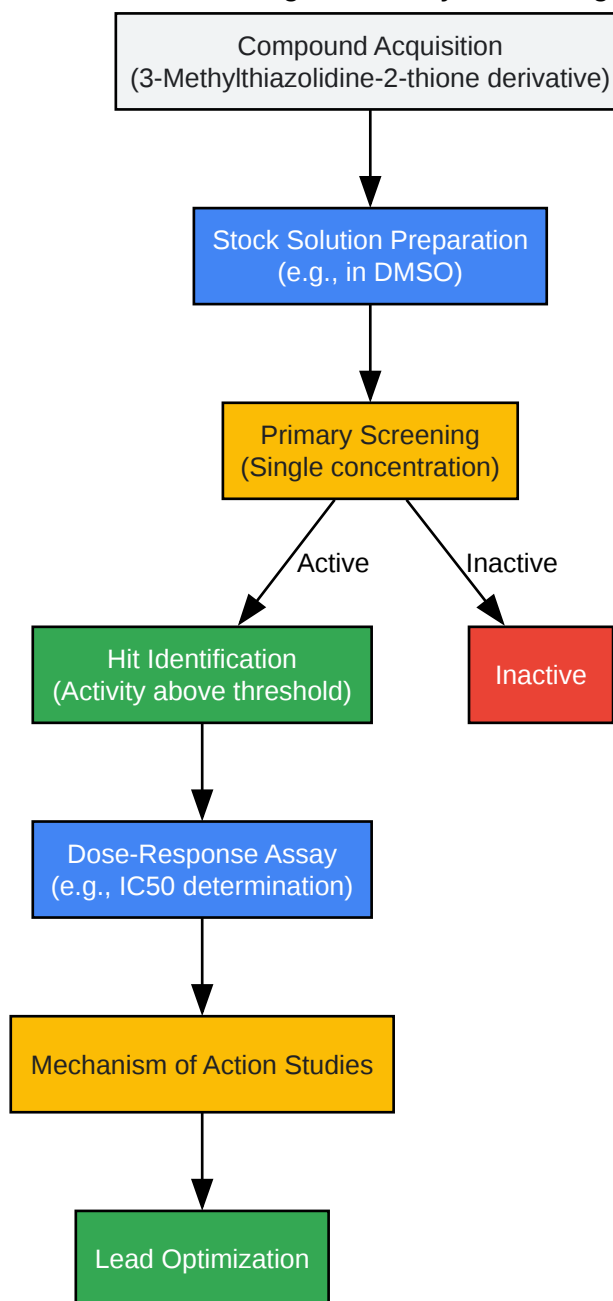 Compound Acquisition
(3-Methylthiazolidine-2-thione derivative)
Stock Solution Preparation
(e.g., in DMSO)
Primary Screening
(Single concentration)
Active
Inactive
Hit Identification
(Activity above threshold)
Inactive
Dose-Response Assay
(e.g., IC50 determination)
Mechanism of Action Studies
Lead Optimization